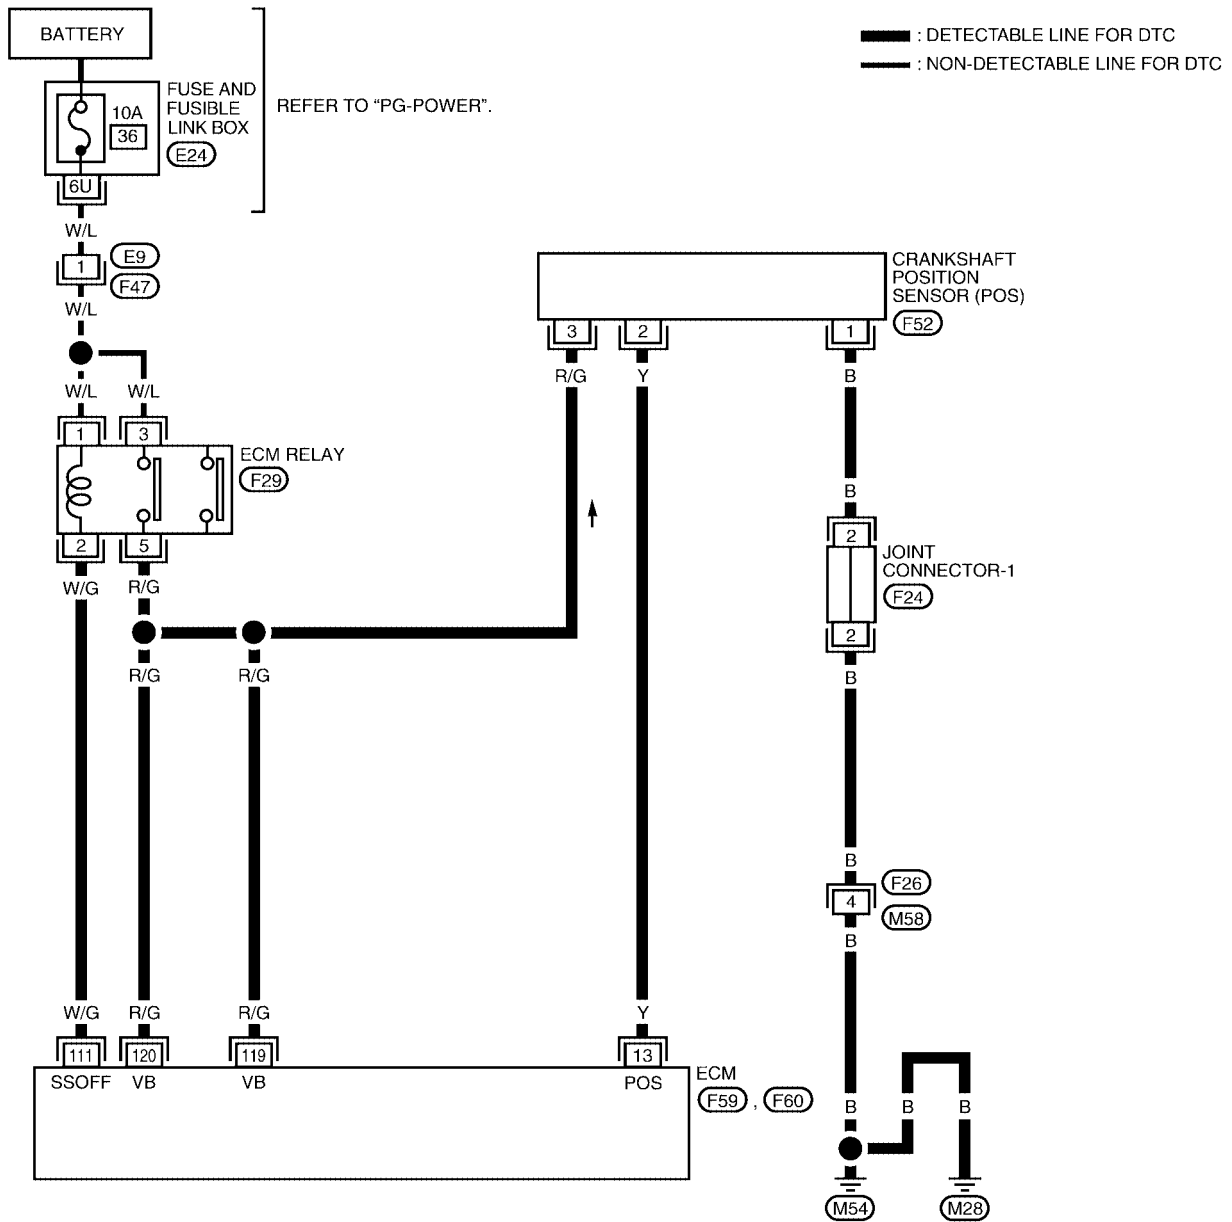 BATTERY
: DETECTABLE LINE FOR DTC
: NON-DETECTABLE LINE FOR DTC
FUSE AND
FUSIBLE
LINK BOX
E24
10A
36
REFER TO “PG-POWER”.
6U
W/L
1
E9
F47
W/L
W/L
W/L
1
3
ECM RELAY
F29
2
5
W/G
R/G
R/G
R/G
CRANKSHAFT
POSITION
SENSOR (POS)
F52
3
2
1
R/G
Y
B
B
2
JOINT
CONNECTOR-1
F24
2
B
B
F26
4
M58
B
W/G
R/G
R/G
Y
111
120
119
13
SSOFF
VB
VB
POS
ECM
F59 , F60
B
B
B
M54
M28